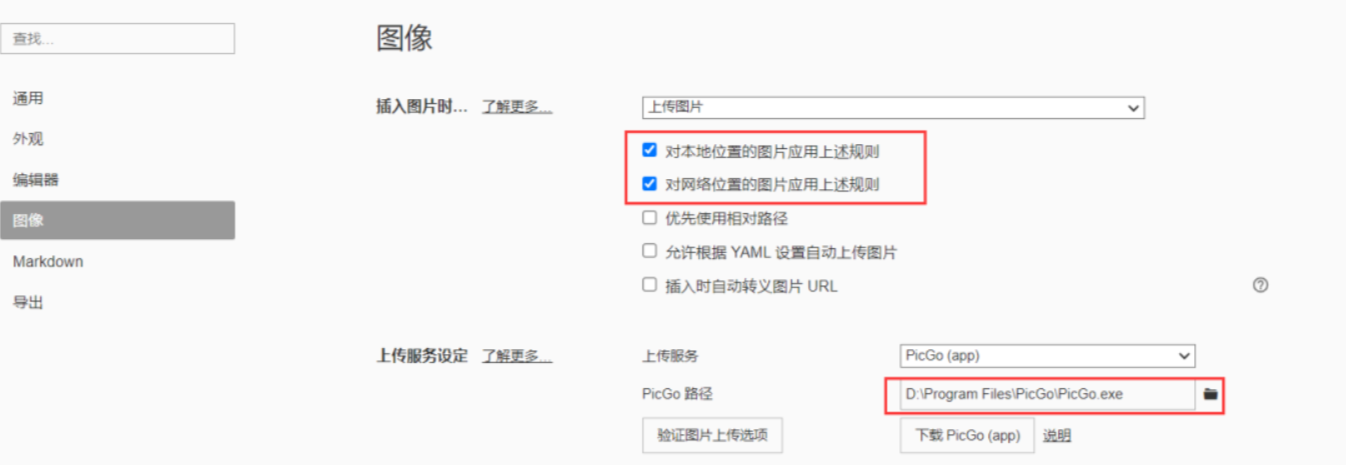 查找...
图像
通用
外观
编辑器
图像
Markdown
导出
插入图片时... 了解更多...
上传图片
对本地位置的图片应用上述规则
对网络位置的图片应用上述规则
优先使用相对路径
允许根据 YAML 设置自动上传图片
插入时自动转义图片 URL
上传服务设定 了解更多...
上传服务 PicGo (app)
PicGo 路径 D:\Program Files\PicGo\PicGo.exe
验证图片上传选项 下载 PicGo (app) 说明